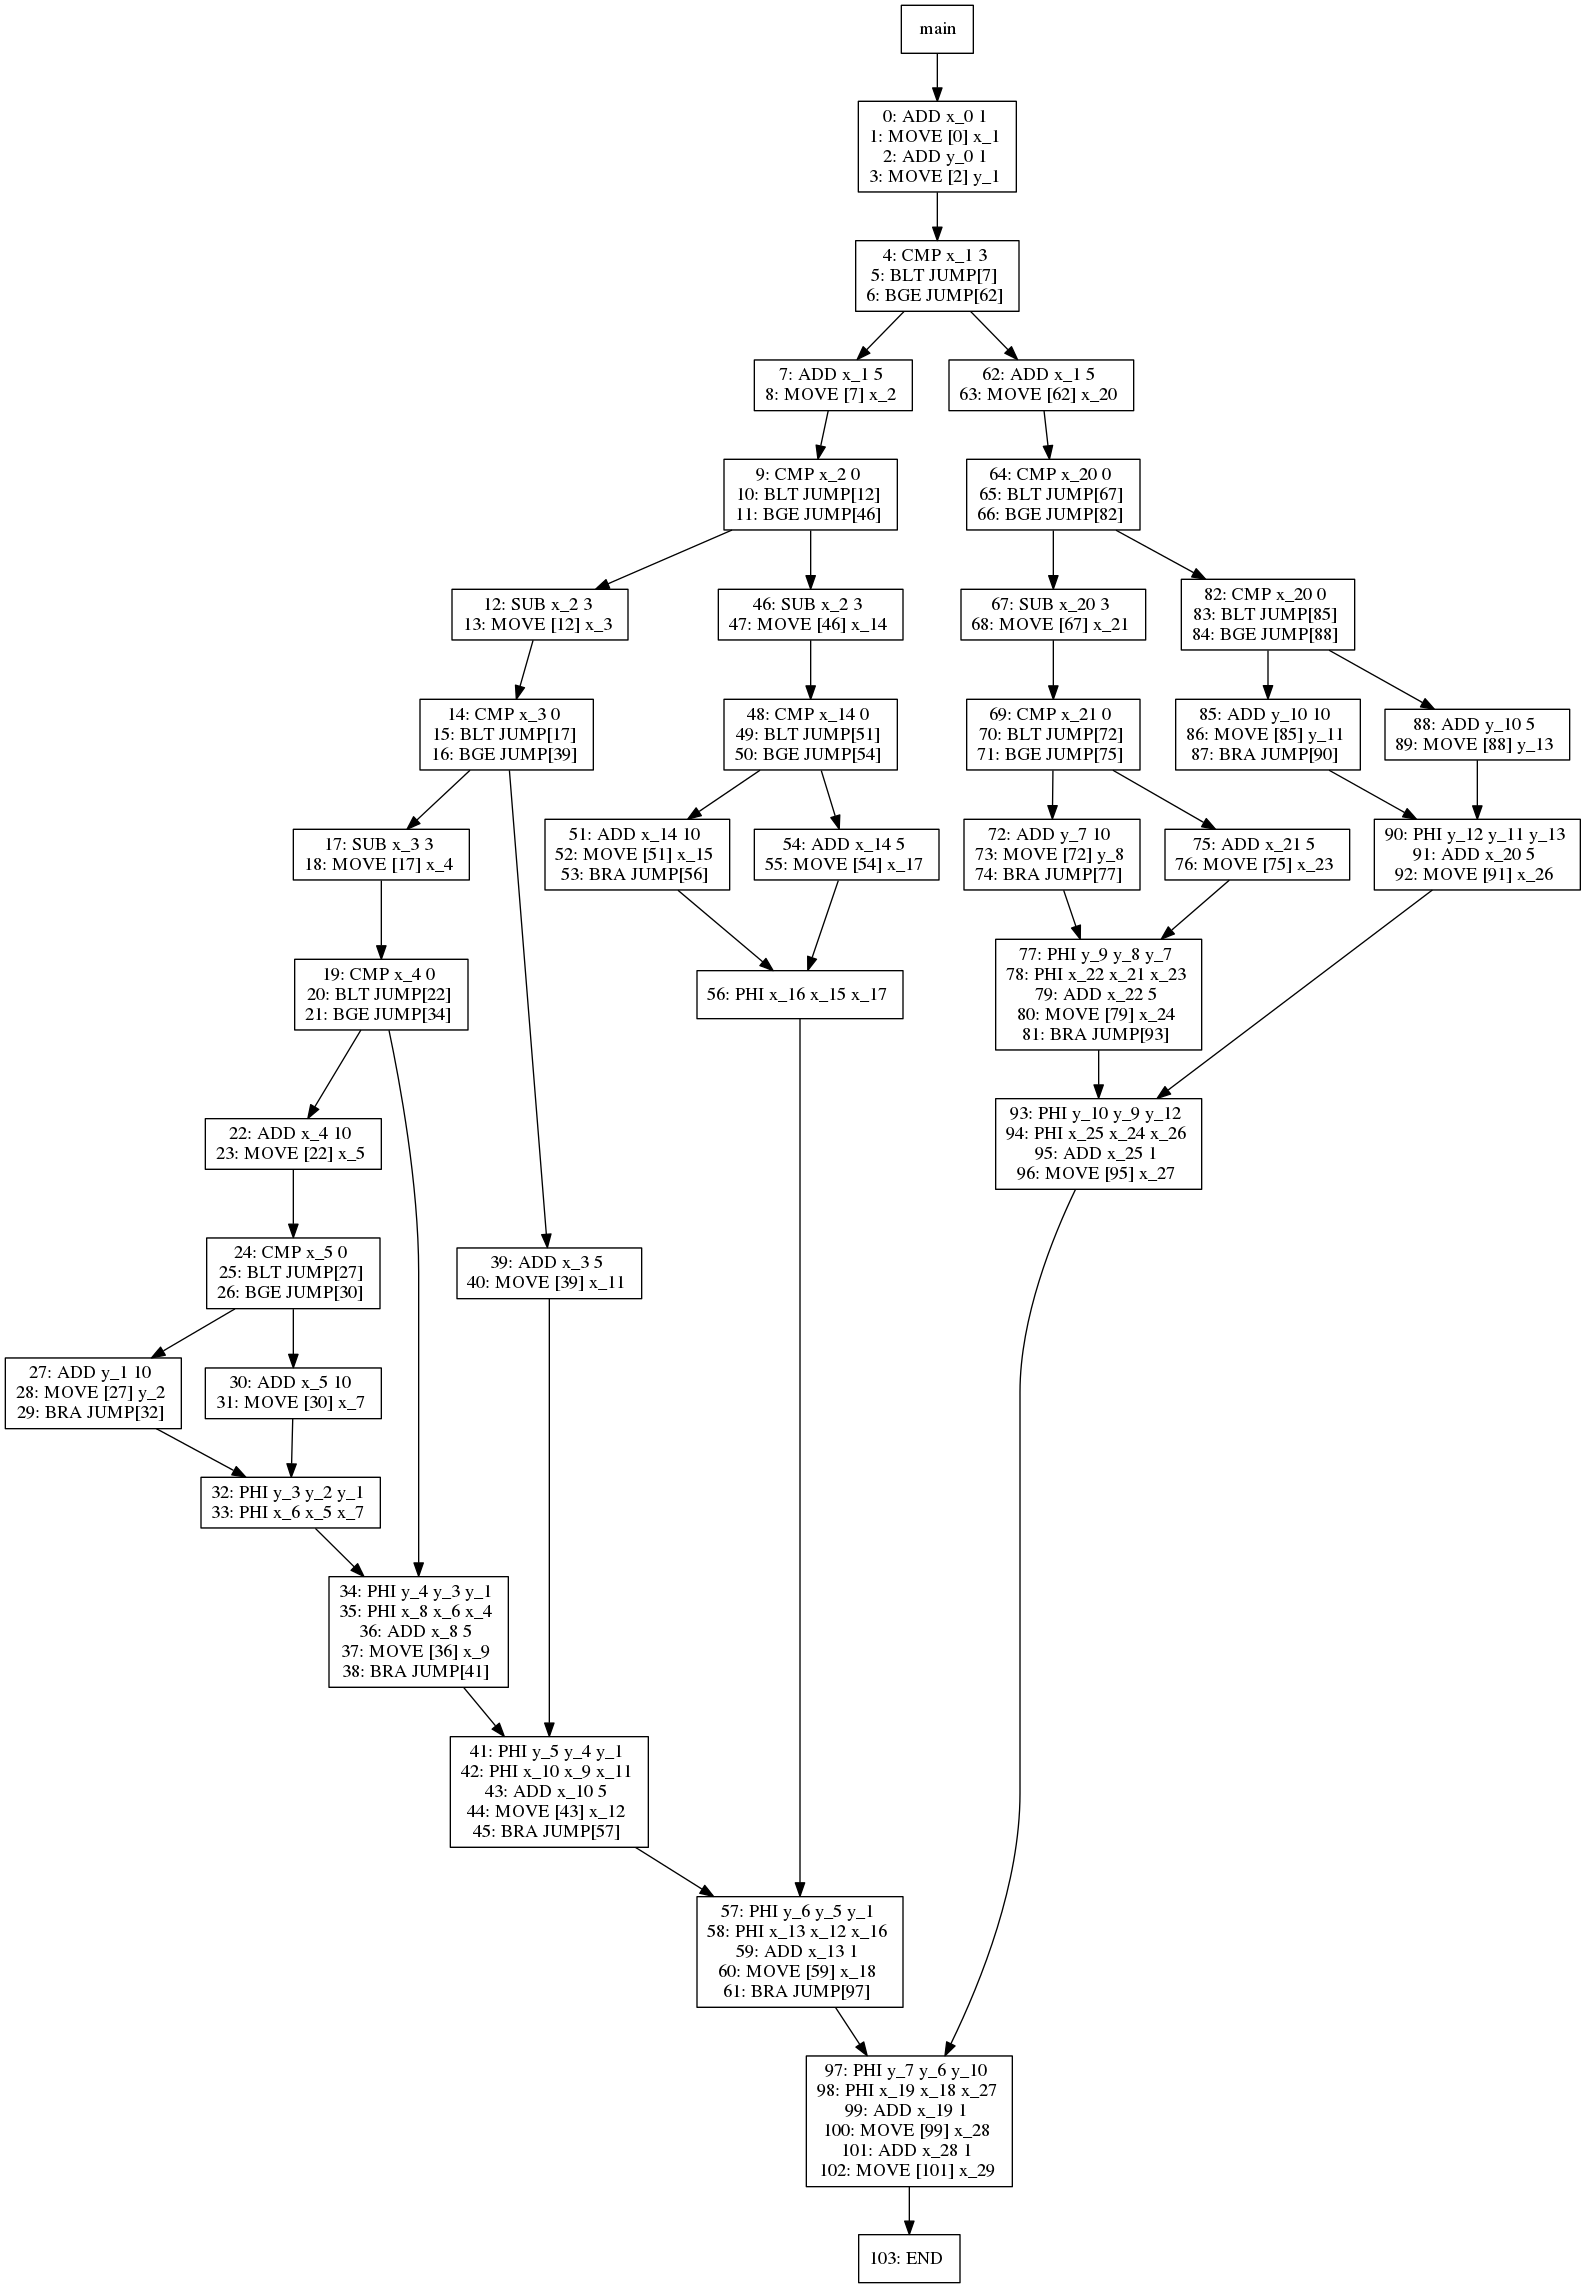 main
0: ADD x_0 1
1: MOVE [0] x_1
2: ADD y_0 1
3: MOVE [2] y_1
4: CMP x_1 3
5: BLT JUMP[7]
6: BGE JUMP[62]
7: ADD x_1 5
8: MOVE [7] x_2
62: ADD x_1 5
63: MOVE [62] x_20
9: CMP x_2 0
10: BLT JUMP[12]
11: BGE JUMP[46]
64: CMP x_20 0
65: BLT JUMP[67]
66: BGE JUMP[82]
12: SUB x_2 3
13: MOVE [12] x_3
46: SUB x_2 3
47: MOVE [46] x_14
67: SUB x_20 3
68: MOVE [67] x_21
82: CMP x_20 0
83: BLT JUMP[85]
84: BGE JUMP[88]
14: CMP x_3 0
15: BLT JUMP[17]
16: BGE JUMP[39]
48: CMP x_14 0
49: BLT JUMP[51]
50: BGE JUMP[54]
69: CMP x_21 0
70: BLT JUMP[72]
71: BGE JUMP[75]
85: ADD y_10 10
86: MOVE [85] y_11
87: BRA JUMP[90]
88: ADD y_10 5
89: MOVE [88] y_13
17: SUB x_3 3
18: MOVE [17] x_4
51: ADD x_14 10
52: MOVE [51] x_15
53: BRA JUMP[56]
54: ADD x_14 5
55: MOVE [54] x_17
72: ADD y_7 10
73: MOVE [72] y_8
74: BRA JUMP[77]
75: ADD x_21 5
76: MOVE [75] x_23
90: PHI y_12 y_11 y_13
91: ADD x_20 5
92: MOVE [91] x_26
19: CMP x_4 0
20: BLT JUMP[22]
21: BGE JUMP[34]
56: PHI x_16 x_15 x_17
77: PHI y_9 y_8 y_7
78: PHI x_22 x_21 x_23
79: ADD x_22 5
80: MOVE [79] x_24
81: BRA JUMP[93]
22: ADD x_4 10
23: MOVE [22] x_5
93: PHI y_10 y_9 y_12
94: PHI x_25 x_24 x_26
95: ADD x_25 1
96: MOVE [95] x_27
24: CMP x_5 0
25: BLT JUMP[27]
26: BGE JUMP[30]
39: ADD x_3 5
40: MOVE [39] x_11
27: ADD y_1 10
28: MOVE [27] y_2
29: BRA JUMP[32]
30: ADD x_5 10
31: MOVE [30] x_7
32: PHI y_3 y_2 y_1
33: PHI x_6 x_5 x_7
34: PHI y_4 y_3 y_1
35: PHI x_8 x_6 x_4
36: ADD x_8 5
37: MOVE [36] x_9
38: BRA JUMP[41]
41: PHI y_5 y_4 y_1
42: PHI x_10 x_9 x_11
43: ADD x_10 5
44: MOVE [43] x_12
45: BRA JUMP[57]
57: PHI y_6 y_5 y_1
58: PHI x_13 x_12 x_16
59: ADD x_13 1
60: MOVE [59] x_18
61: BRA JUMP[97]
97: PHI y_7 y_6 y_10
98: PHI x_19 x_18 x_27
99: ADD x_19 1
100: MOVE [99] x_28
101: ADD x_28 1
102: MOVE [101] x_29
103: END